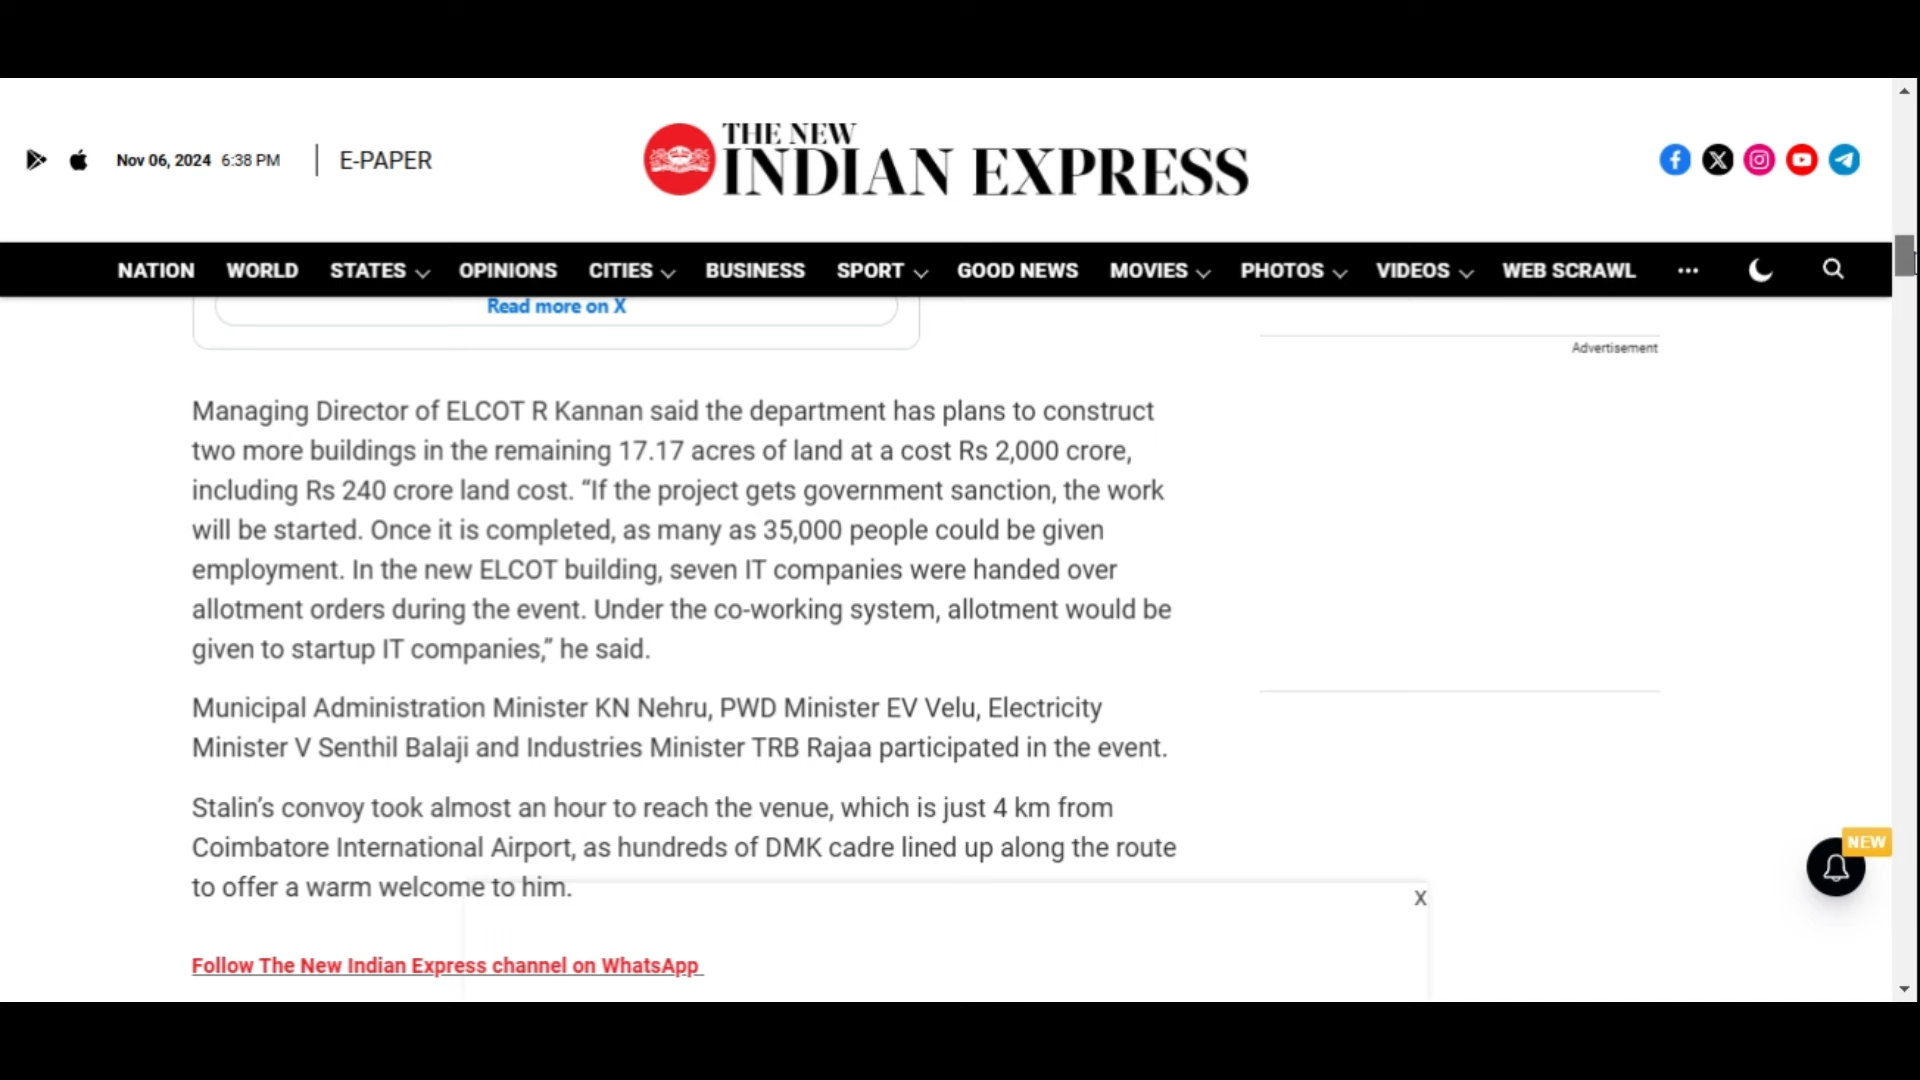 Nov 06, 2024 6:38 PM
E-PAPER
THE NEW
INDIAN EXPRESS
NATION WORLD STATES OPINIONS CITIES BUSINESS SPORT GOOD NEWS MOVIES PHOTOS VIDEOS WEB SCRAWL
Read more on X
Advertisement
Managing Director of ELCOT R Kannan said the department has plans to construct
two more buildings in the remaining 17.17 acres of land at a cost Rs 2,000 crore,
including Rs 240 crore land cost. “If the project gets government sanction, the work
will be started. Once it is completed, as many as 35,000 people could be given
employment. In the new ELCOT building, seven IT companies were handed over
allotment orders during the event. Under the co-working system, allotment would be
given to startup IT companies,” he said.
Municipal Administration Minister KN Nehru, PWD Minister EV Velu, Electricity
Minister V Senthil Balaji and Industries Minister TRB Rajaa participated in the event.
Stalin’s convoy took almost an hour to reach the venue, which is just 4 km from
Coimbatore International Airport, as hundreds of DMK cadre lined up along the route
to offer a warm welcome to him.
NEW
X
Follow The New Indian Express channel on WhatsApp